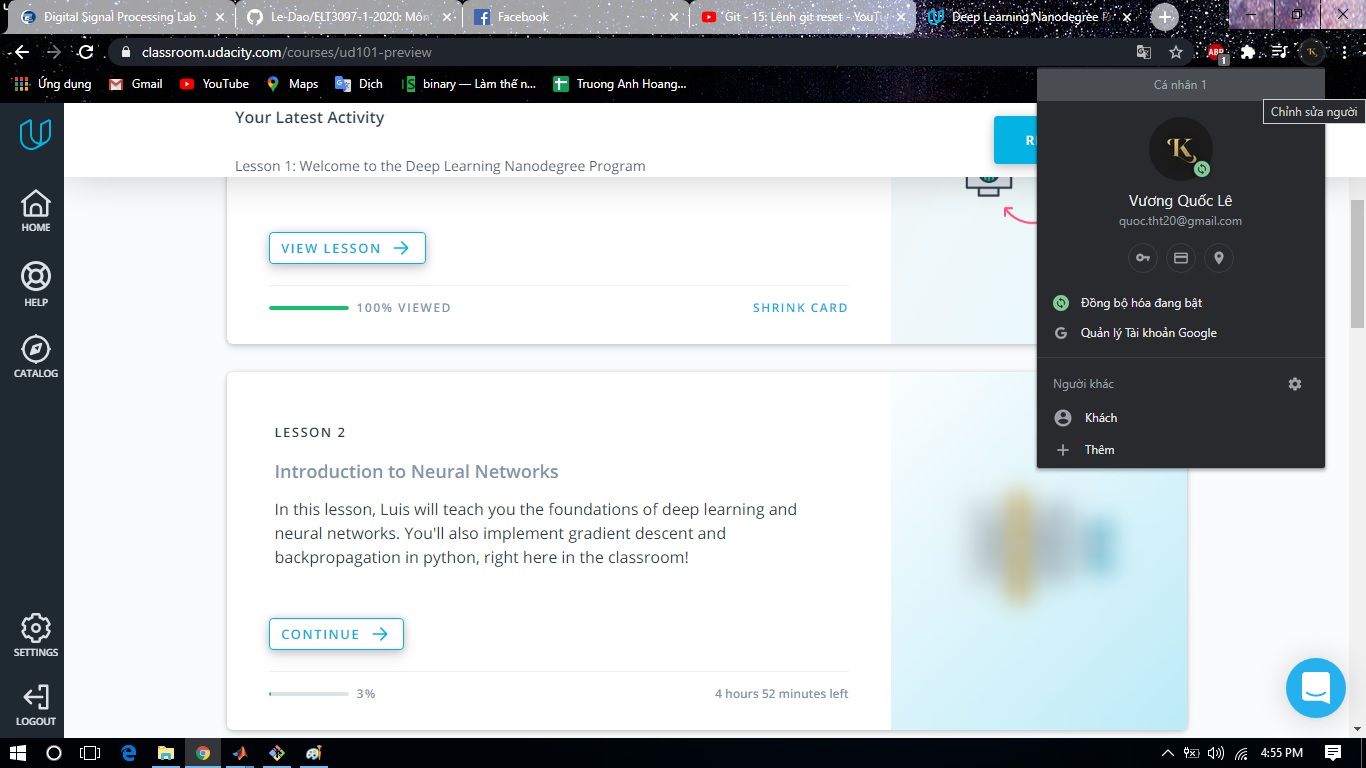 Digital Signal Processing Lab
Le-Dao/ELT3097-1-2020: Môn
Facebook
"Git - 15: Lệnh git reset - YouTu
Deep Learning Nanodegree P
classroom.udacity.com/courses/ud101-preview
ABP
1
Ứng dụng
Gmail
YouTube
Maps
Dịch
binary — Làm thế n...
Truong Anh Hoang...
Cá nhân 1
Chỉnh sửa người
Vương Quốc Lê
quoc.tht20@gmail.com
Đồng bộ hóa đang bật
Quản lý Tài khoản Google
Người khác
Khách
Thêm
HOME
HELP
CATALOG
SETTINGS
LOGOUT
Your Latest Activity
Lesson 1: Welcome to the Deep Learning Nanodegree Program
VIEW LESSON
100% VIEWED
SHRINK CARD
LESSON 2
Introduction to Neural Networks
In this lesson, Luis will teach you the foundations of deep learning and
neural networks. You'll also implement gradient descent and
backpropagation in python, right here in the classroom!
CONTINUE
3%
4 hours 52 minutes left
4:55 PM